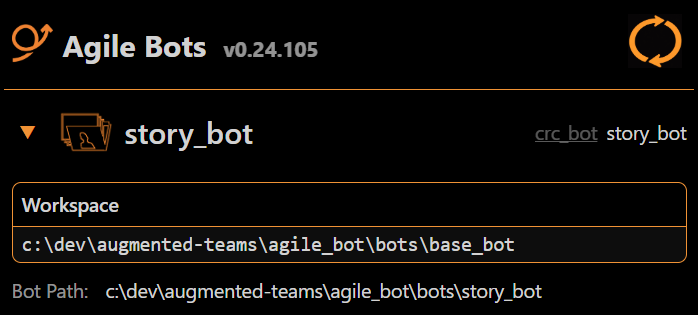 Agile Bots v0.24.105
story_bot crc_bot story_bot
Workspace
c:\dev\augmented-teams\agile_bot\bots\base_bot
Bot Path: c:\dev\augmented-teams\agile_bot\bots\story_bot